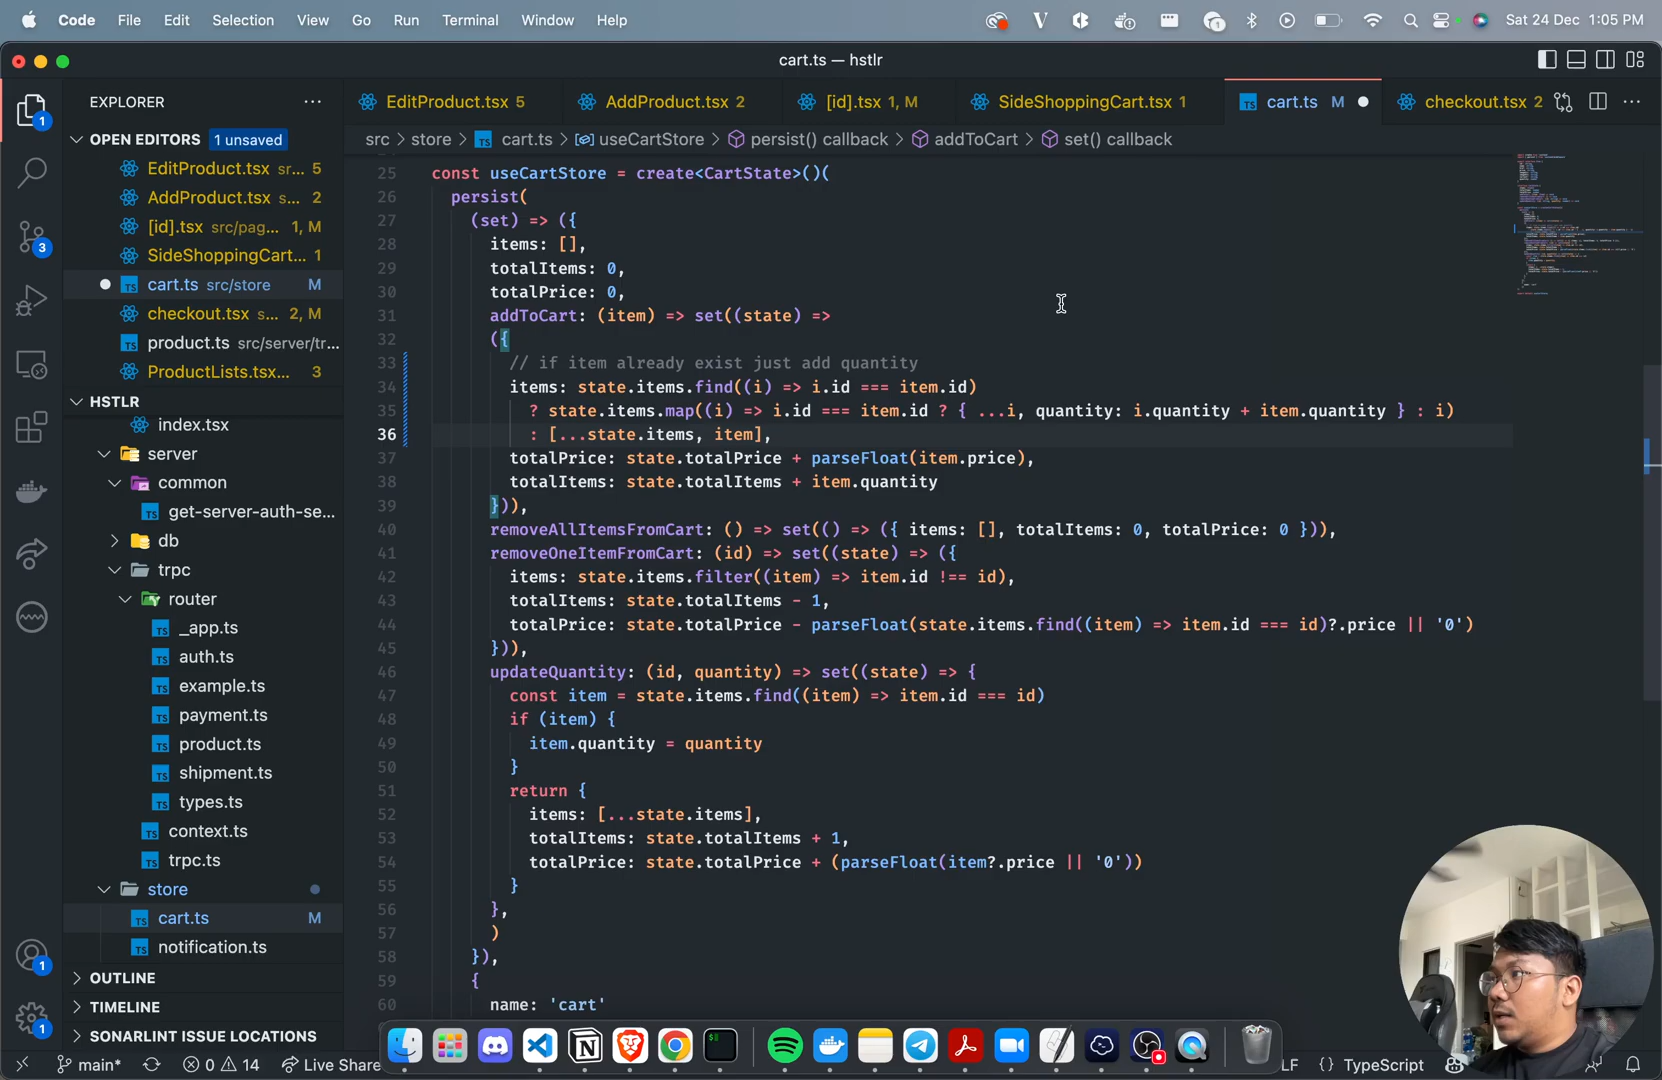 Code File Edit Selection View Go Run Terminal Window Help Sat 24 Dec 1:05 PM
cart.ts — hstlr
EXPLORER
OPEN EDITORS 1 unsaved
EditProduct.tsx sr... 5
AddProduct.tsx s... 2
[id].tsx src/pag... 1, M
SideShoppingCart... 1
cart.ts src/store M
checkout.tsx s... 2, M
product.ts src/server/tr...
ProductLists.tsx... 3
HSTLR
index.tsx
server
common
get-server-auth-se...
db
trpc
router
_app.ts
auth.ts
example.ts
payment.ts
product.ts
shipment.ts
types.ts
context.ts
trpc.ts
store
cart.ts M
notification.ts
OUTLINE
TIMELINE
SONARLINT ISSUE LOCATIONS
EditProduct.tsx 5 AddProduct.tsx 2 [id].tsx 1, M SideShoppingCart.tsx 1 cart.ts M checkout.tsx 2
src > store > cart.ts > useCartStore > persist() callback > addToCart > set() callback
25 const useCartStore = create<CartState>()(
26 persist(
27 (set) => ({
28 items: [],
29 totalItems: 0,
30 totalPrice: 0,
31 addToCart: (item) => set((state) =>
32 ({
33 // if item already exist just add quantity
34 items: state.items.find((i) => i.id === item.id)
35 ? state.items.map((i) => i.id === item.id ? { ...i, quantity: i.quantity + item.quantity } : i)
36 : [...state.items, item],
37 totalPrice: state.totalPrice + parseFloat(item.price),
38 totalItems: state.totalItems + item.quantity
39 })),
40 removeAllItemsFromCart: () => set(() => ({ items: [], totalItems: 0, totalPrice: 0 })),
41 removeOneItemFromCart: (id) => set((state) => ({
42 items: state.items.filter((item) => item.id !== id),
43 totalItems: state.totalItems - 1,
44 totalPrice: state.totalPrice - parseFloat(state.items.find((item) => item.id === id)?.price || '0')
45 })),
46 updateQuantity: (id, quantity) => set((state) => {
47 const item = state.items.find((item) => item.id === id)
48 if (item) {
49 item.quantity = quantity
50 }
51 return {
52 items: [...state.items],
53 totalItems: state.totalItems + 1,
54 totalPrice: state.totalPrice + (parseFloat(item?.price || '0'))
55 }
56 },
57 )
58 }),
59 {
60 name: 'cart'
main* 0 14 Live Share LF {} TypeScript